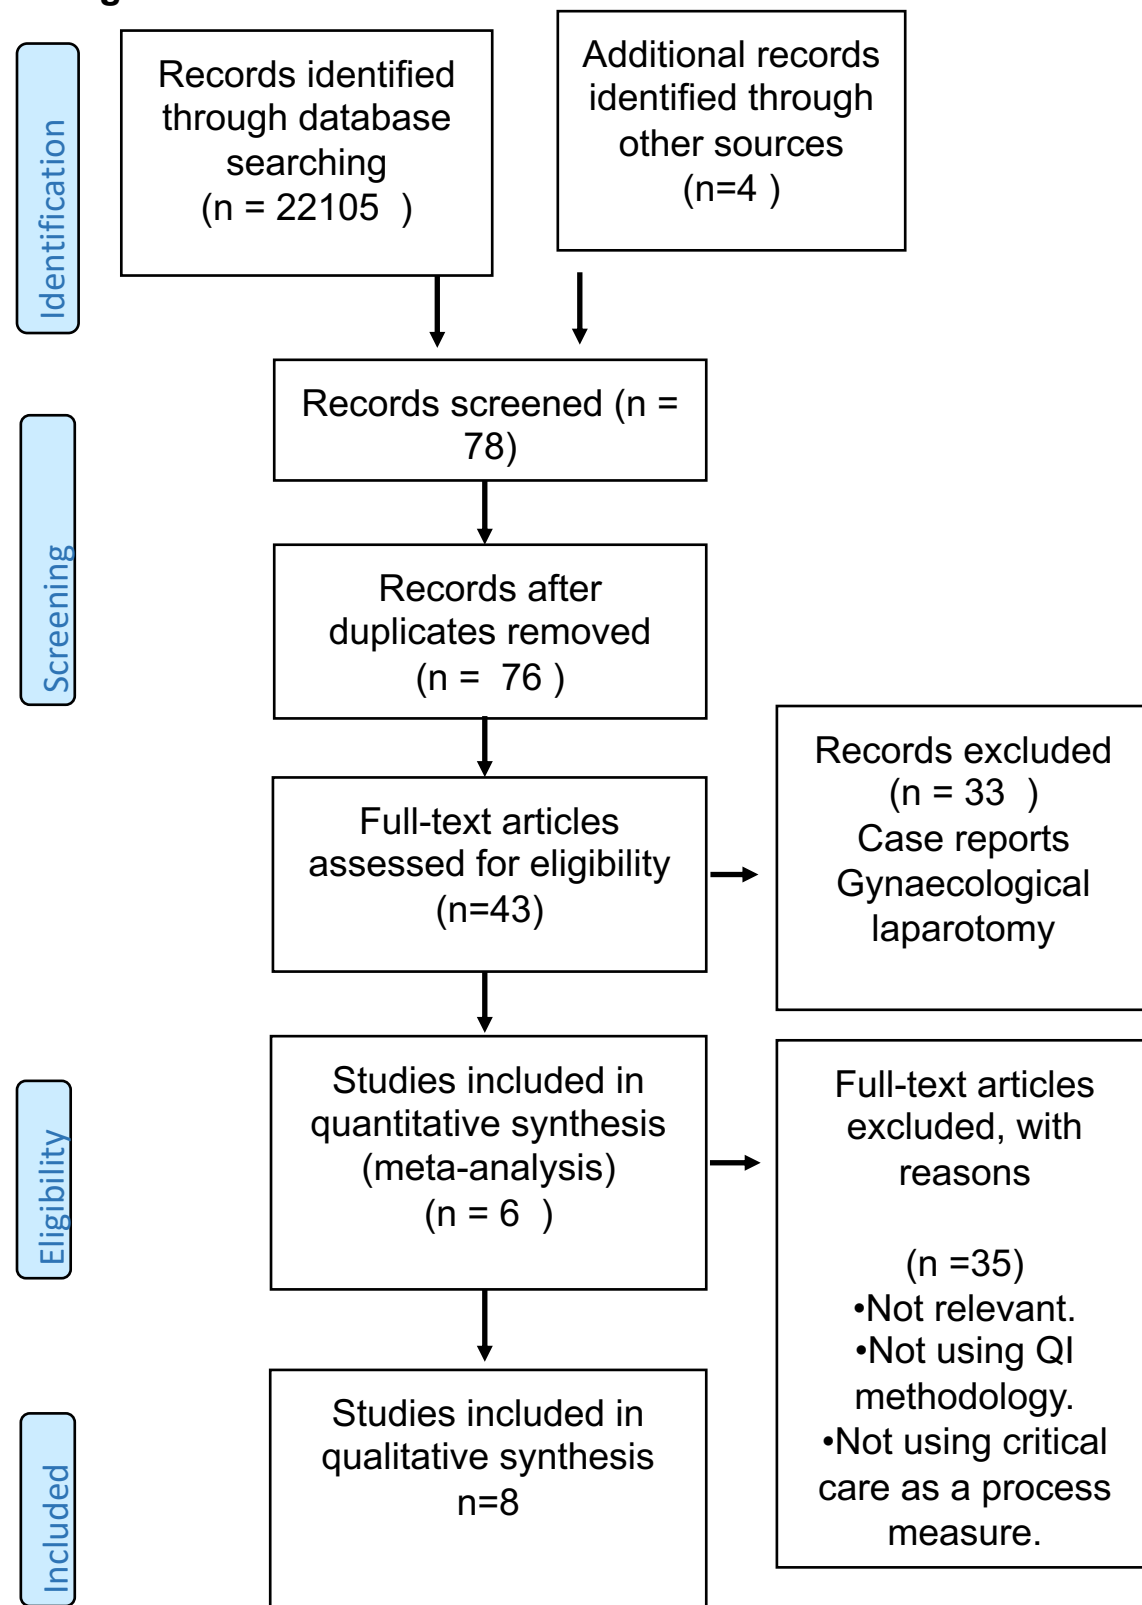 Identification
Records identified
through database
searching
(n = 22105  )
Additional records
identified through
other sources
(n=4 )
Screening
Records screened (n =
78)
Records after
duplicates removed
(n =  76 )
Full-text articles
assessed for eligibility
(n=43)
Records excluded
(n = 33  )
Case reports
Gynaecological
laparotomy
Eligibility
Studies included in
quantitative synthesis
(meta-analysis)
(n = 6  )
Full-text articles
excluded, with
reasons
(n =35)
•Not relevant.
•Not using QI
methodology.
•Not using critical
care as a process
measure.
Included
Studies included in
qualitative synthesis
n=8